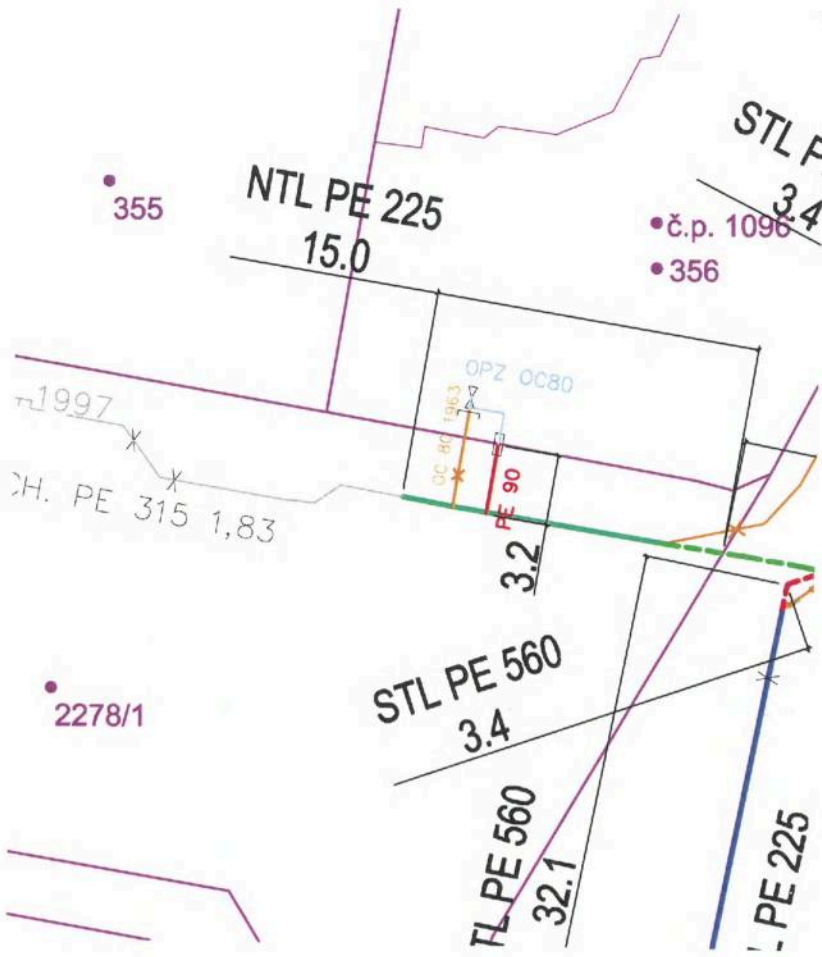 STL P
3.4
355
NTL PE 225
15.0
č.p. 1096
356
OPZ OC80
1997
OC 80 1963
CH. PE 315 1,83
PE 90
3.2
STL PE 560
3.4
2278/1
TL PE 560
32.1
L PE 225